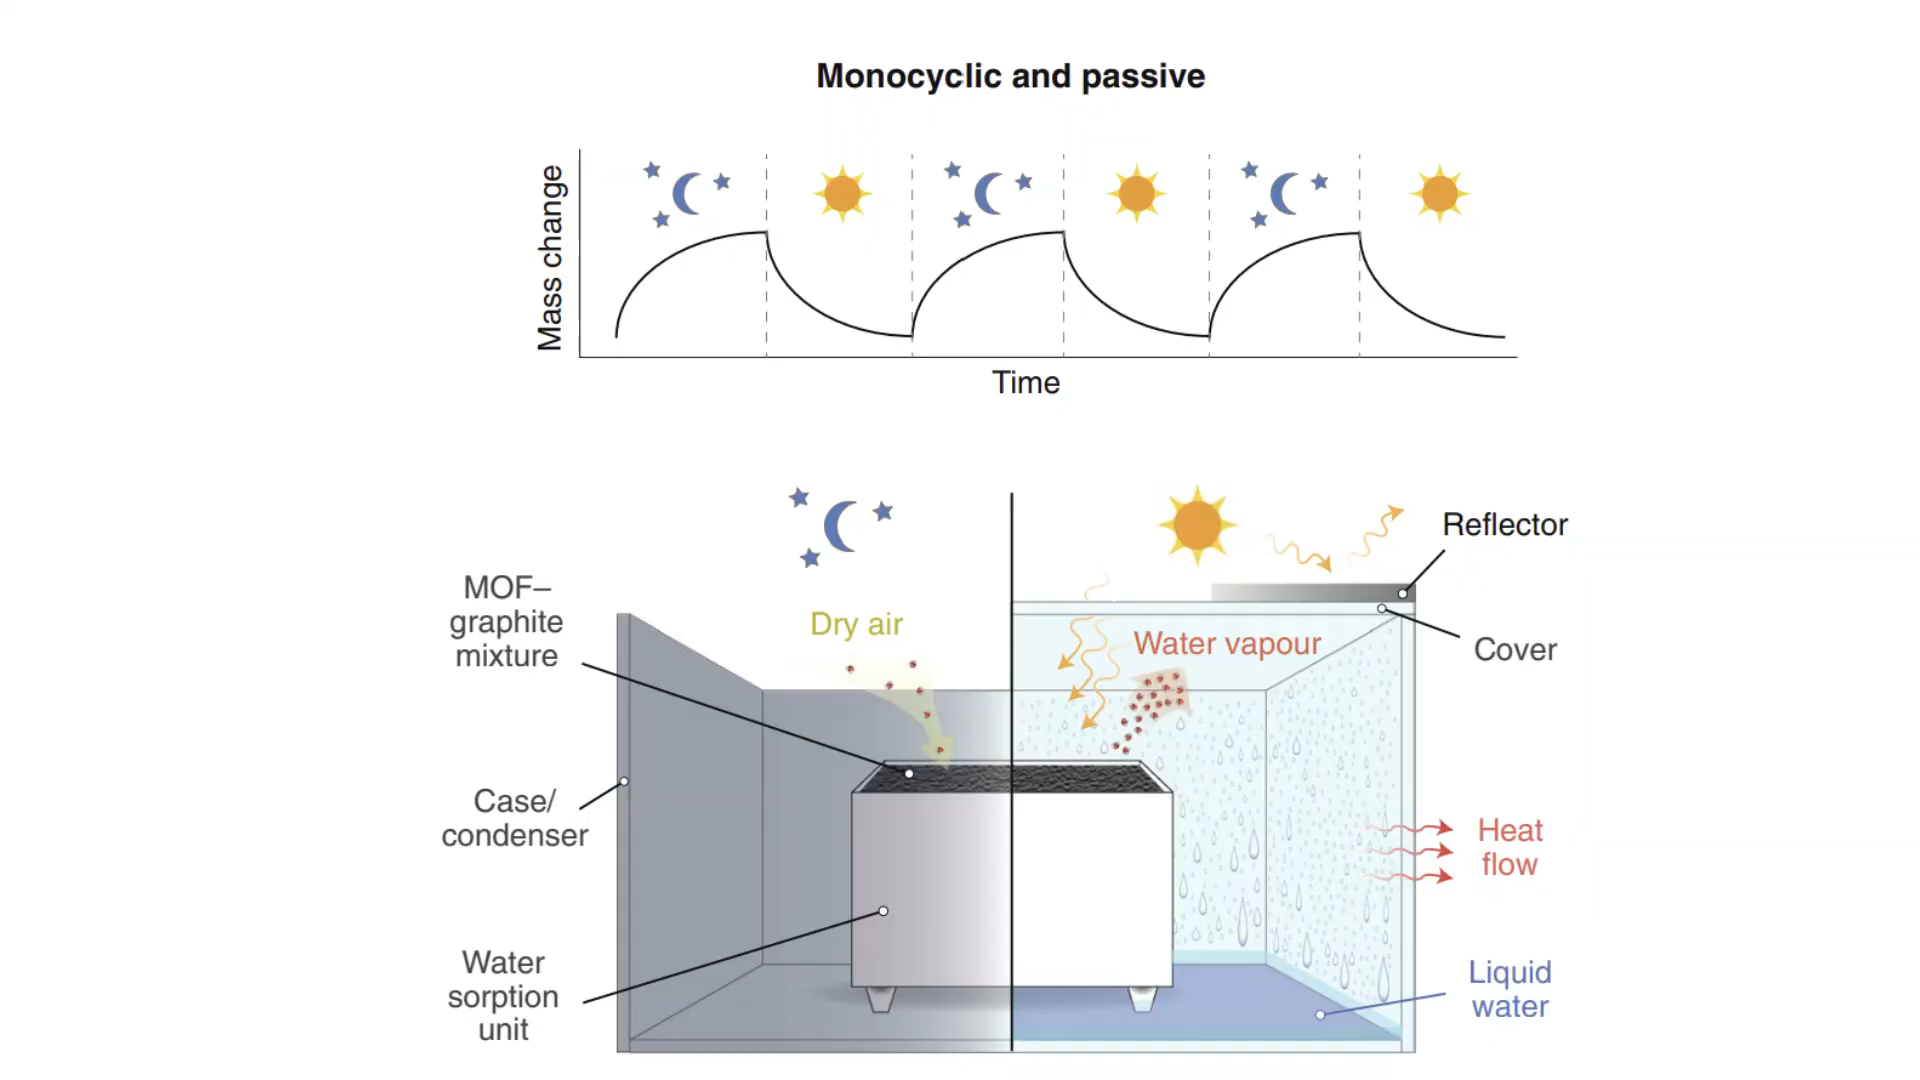 Monocyclic and passive
Mass change
Time
Reflector
MOF–
graphite
mixture
Dry air
Water vapour
Cover
Case/
condenser
Heat
flow
Water
sorption
unit
Liquid
water